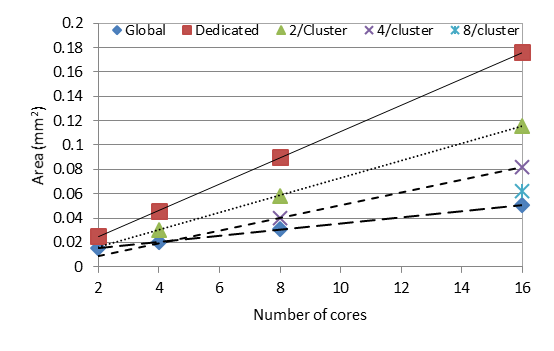 0.2
Global Dedicated 2/Cluster 4/cluster 8/cluster
0.18
0.16
0.14
0.12
0.1
0.08
0.06
0.04
0.02
0
Area (mm²)
2 4 6 8 10 12 14 16
Number of cores